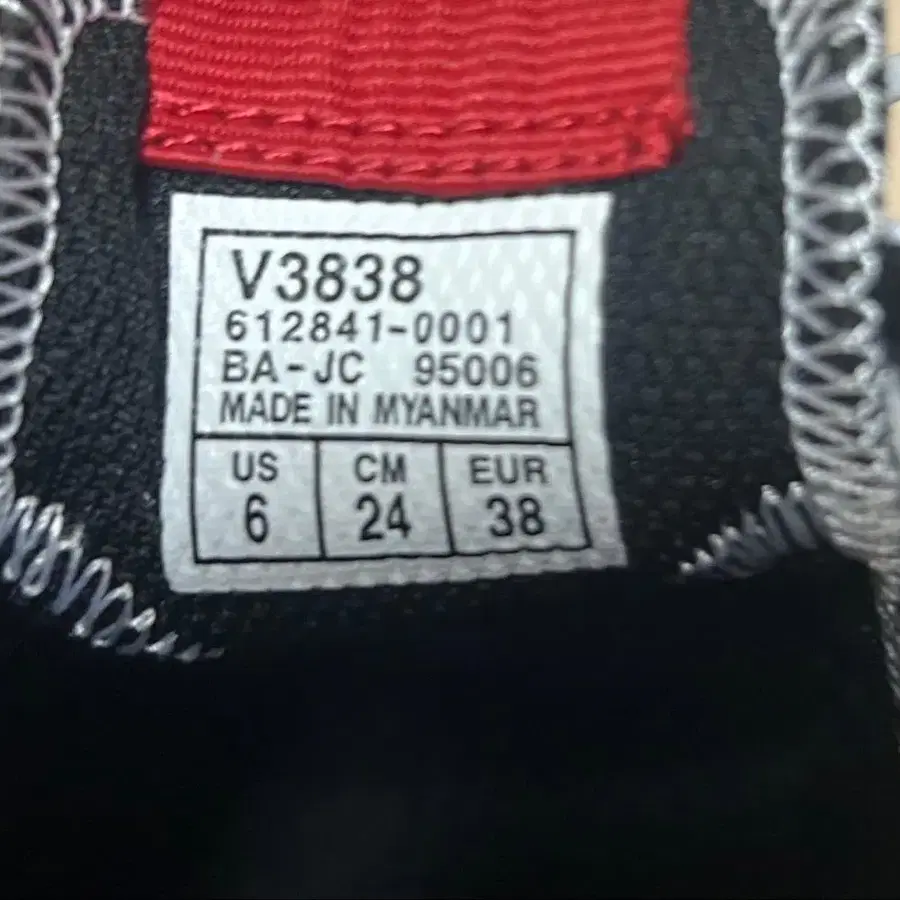 V3838
612841-0001
BA-JC 95006
MADE IN MYANMAR
US CM EUR
6 24 38